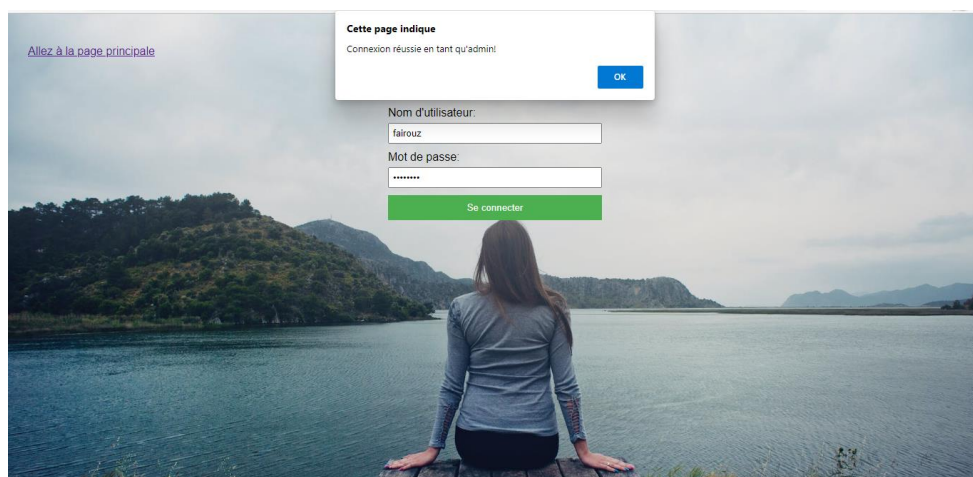 Cette page indique
Connexion réussie en tant qu'admin!
OK
Allez à la page principale
Nom d'utilisateur:
fairouz
Mot de passe:
••••••••
Se connecter